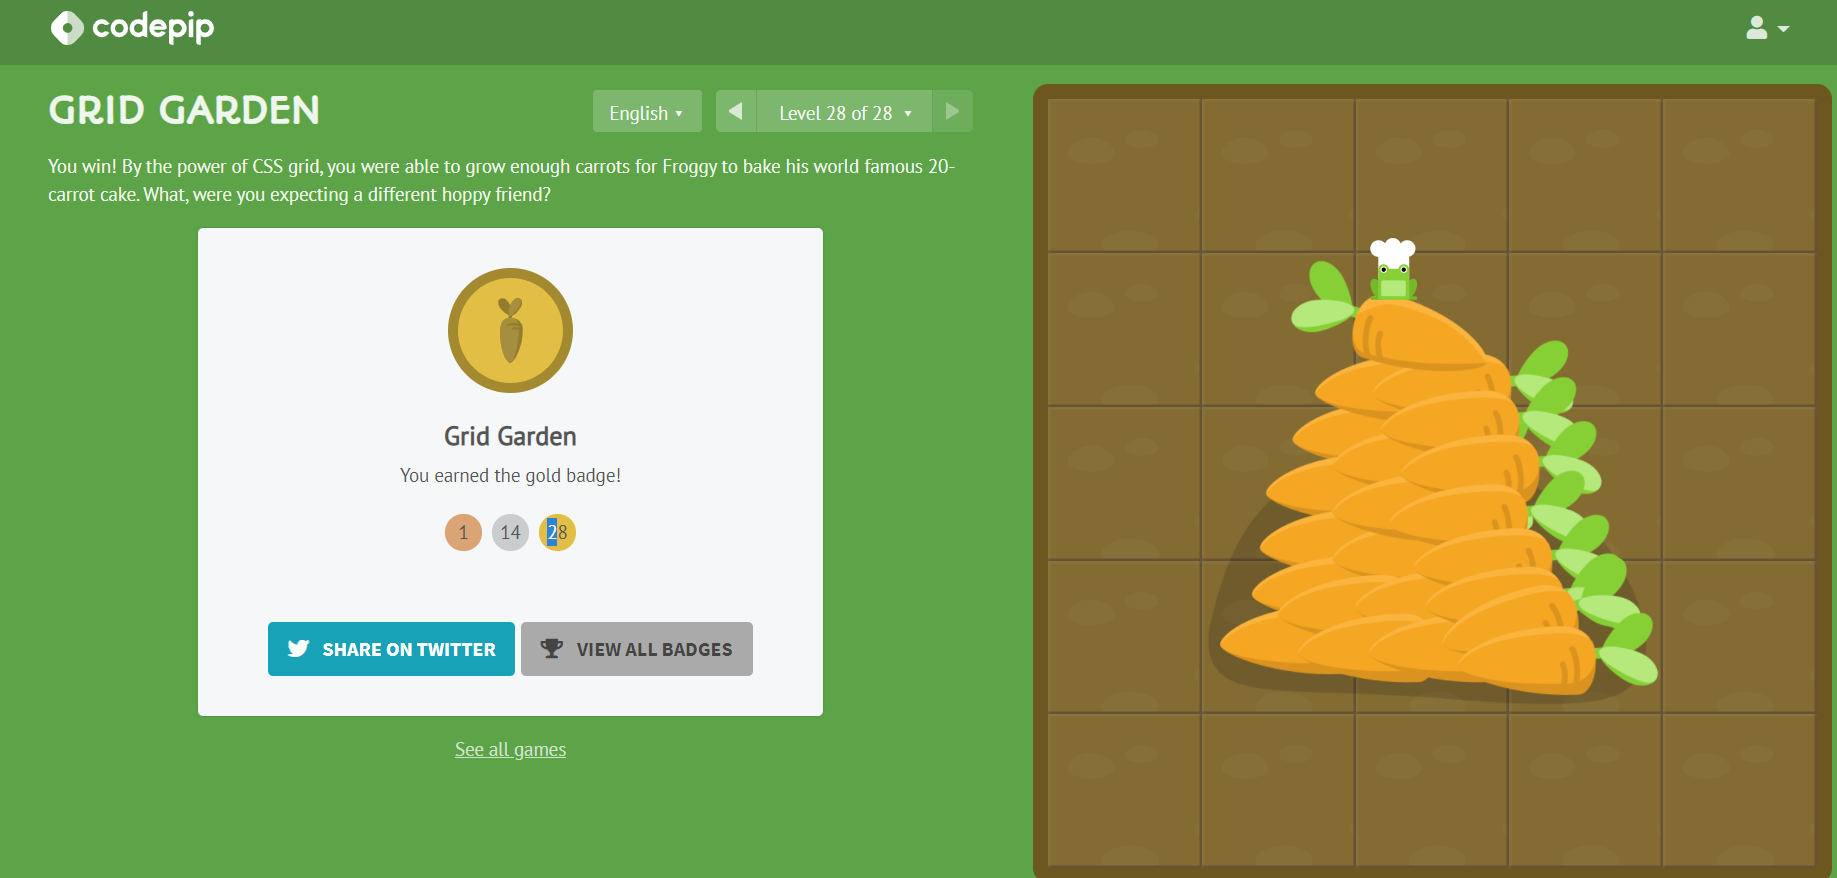 codepip
GRID GARDEN
English ▾
Level 28 of 28 ▾
You win! By the power of CSS grid, you were able to grow enough carrots for Froggy to bake his world famous 20-
carrot cake. What, were you expecting a different hoppy friend?
Grid Garden
You earned the gold badge!
1 14 28
SHARE ON TWITTER
VIEW ALL BADGES
See all games